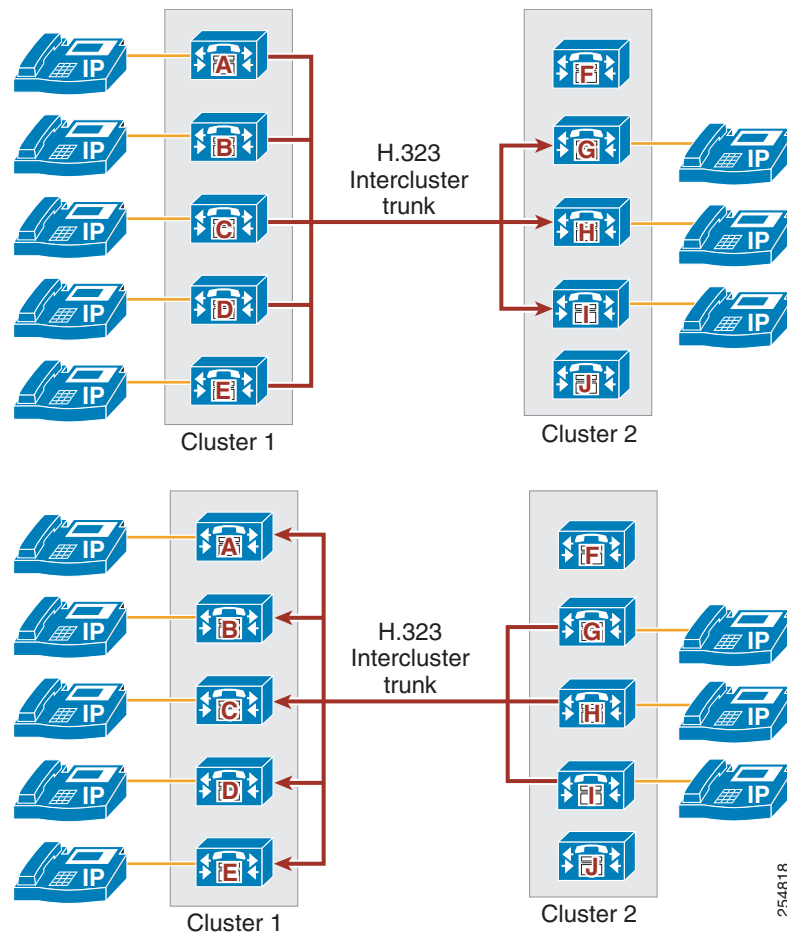 IP
A
F
IP
B
H.323
Intercluster
trunk
G
IP
IP
C
H
IP
IP
D
I
IP
IP
E
J
Cluster 1
Cluster 2
IP
A
F
IP
B
H.323
Intercluster
trunk
G
IP
IP
C
H
IP
IP
D
I
IP
IP
E
J
Cluster 1
Cluster 2
254818